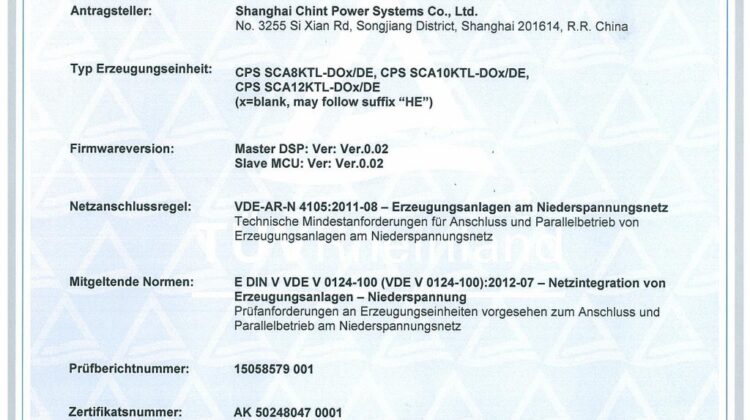 Antragsteller: Shanghai Chint Power Systems Co., Ltd.
No. 3255 Si Xian Rd, Songjiang District, Shanghai 201614, R.R. China
Typ Erzeugungseinheit: CPS SCA8KTL-DOx/DE, CPS SCA10KTL-DOx/DE,
CPS SCA12KTL-DOx/DE
(x=blank, may follow suffix “HE”)
Firmwareversion: Master DSP: Ver: Ver.0.02
Slave MCU: Ver: Ver.0.02
Netzanschlussregel: VDE-AR-N 4105:2011-08 – Erzeugungsanlagen am Niederspannungsnetz
Technische Mindestanforderungen für Anschluss und Parallelbetrieb von
Erzeugungsanlagen am Niederspannungsnetz
TÜVRheinland
Mitgeltende Normen: E DIN V VDE V 0124-100 (VDE V 0124-100):2012-07 – Netzintegration von
Erzeugungsanlagen – Niederspannung
Prüfanforderungen an Erzeugungseinheiten vorgesehen zum Anschluss und
Parallelbetrieb am Niederspannungsnetz
Prüfberichtnummer: 15058579 001
Zertifikatsnummer: AK 50248047 0001